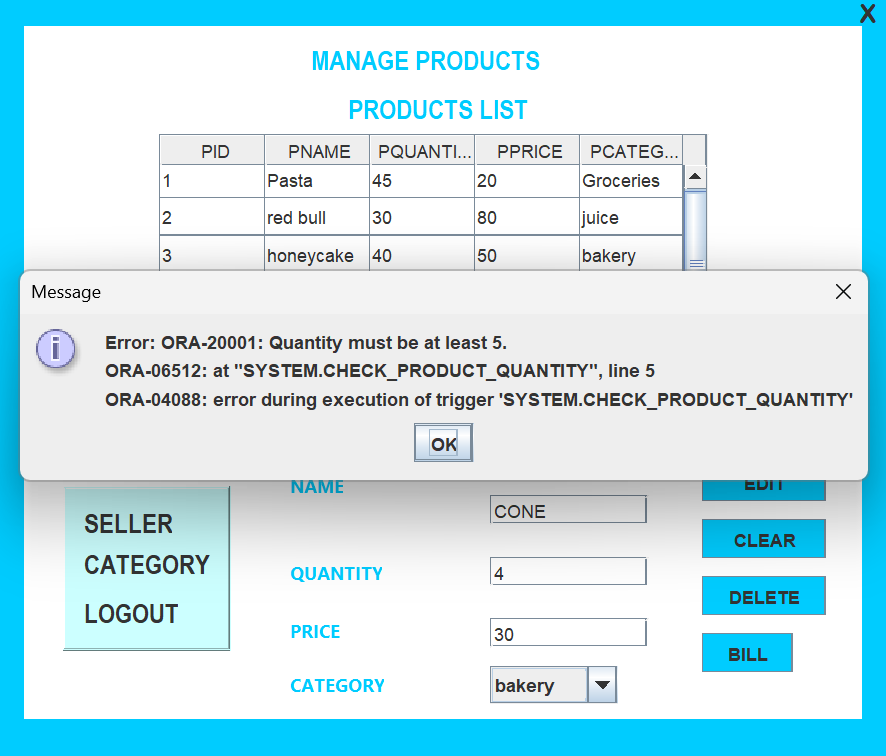 X
MANAGE PRODUCTS
PRODUCTS LIST
PID PNAME PQUANTI... PPRICE PCATEG...
1 Pasta 45 20 Groceries
2 red bull 30 80 juice
3 honeycake 40 50 bakery
Message
Error: ORA-20001: Quantity must be at least 5.
ORA-06512: at "SYSTEM.CHECK_PRODUCT_QUANTITY", line 5
ORA-04088: error during execution of trigger 'SYSTEM.CHECK_PRODUCT_QUANTITY'
OK
NAME
EDIT
CONE
SELLER
CLEAR
CATEGORY
QUANTITY
4
DELETE
LOGOUT
PRICE
30
BILL
CATEGORY
bakery